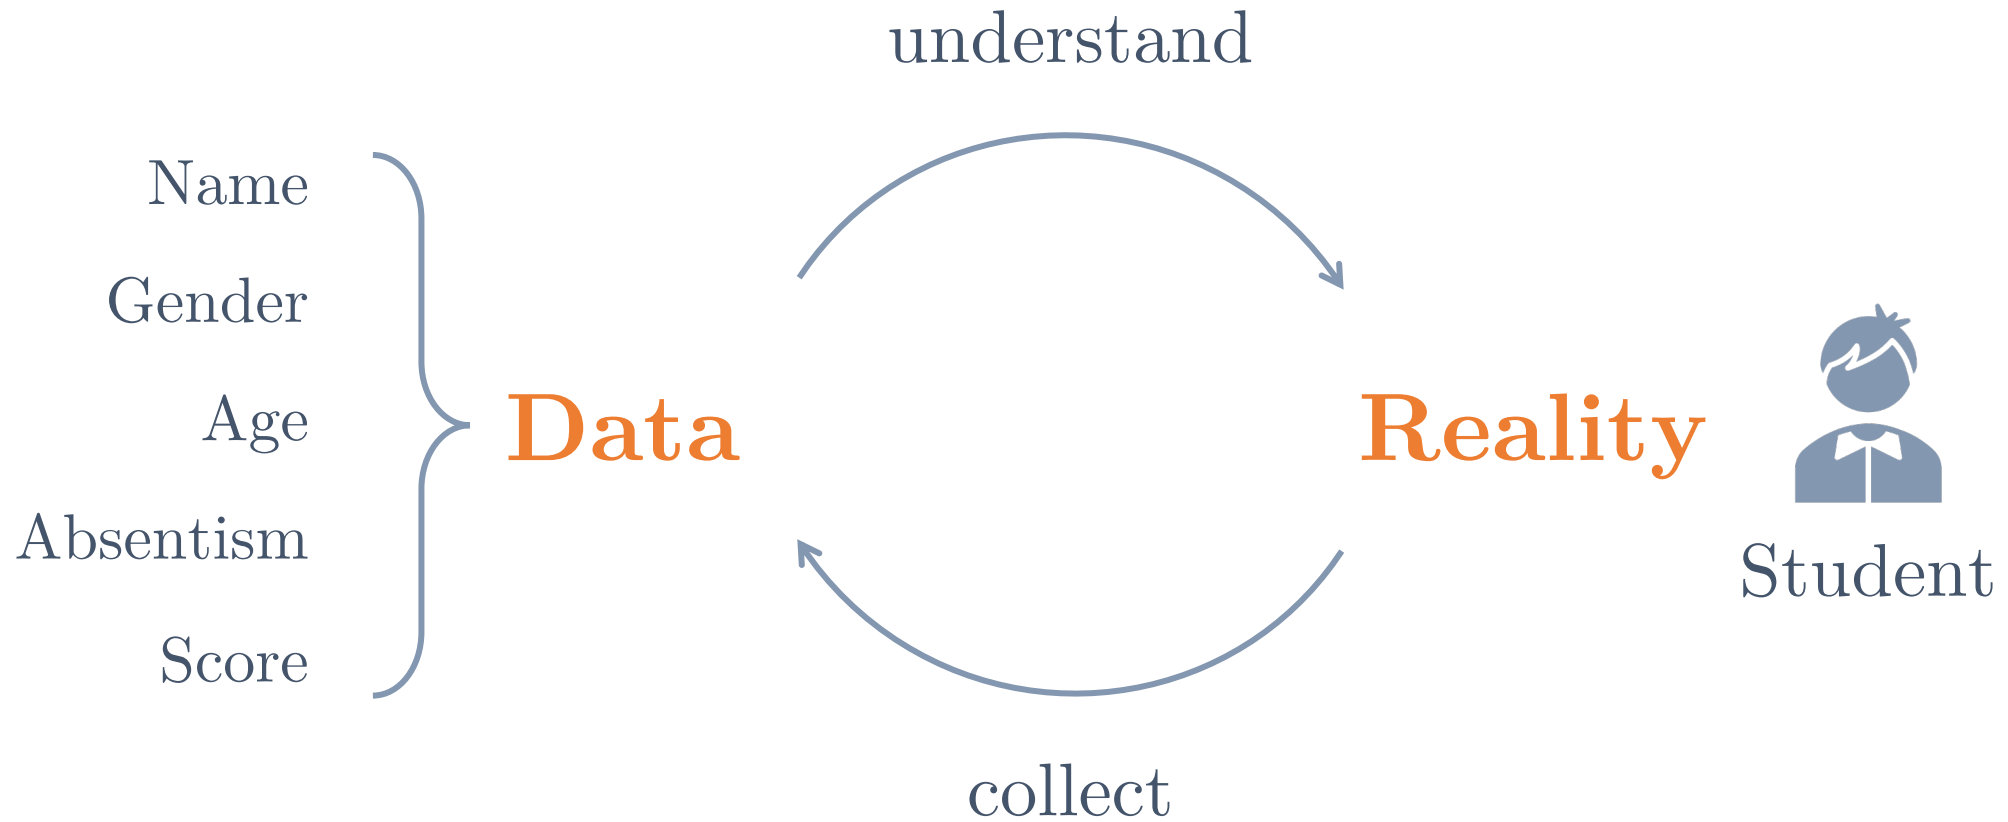 understand
Name
Gender
Age
Absentism
Score
Data
Reality
Student
collect